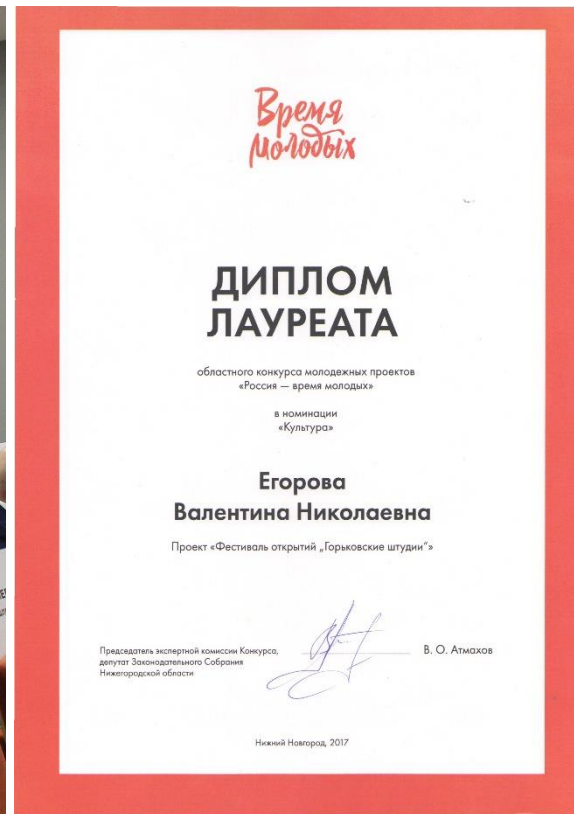 Время
молодых
ДИПЛОМ
ЛАУРЕАТА
областного конкурса молодежных проектов
«Россия — время молодых»
в номинации
«Культура»
Егорова
Валентина Николаевна
Проект «Фестиваль открытий „Горьковские штудии“»
Председатель экспертной комиссии Конкурса,
депутат Законодательного Собрания
Нижегородской области
В. О. Атмахов
Нижний Новгород, 2017